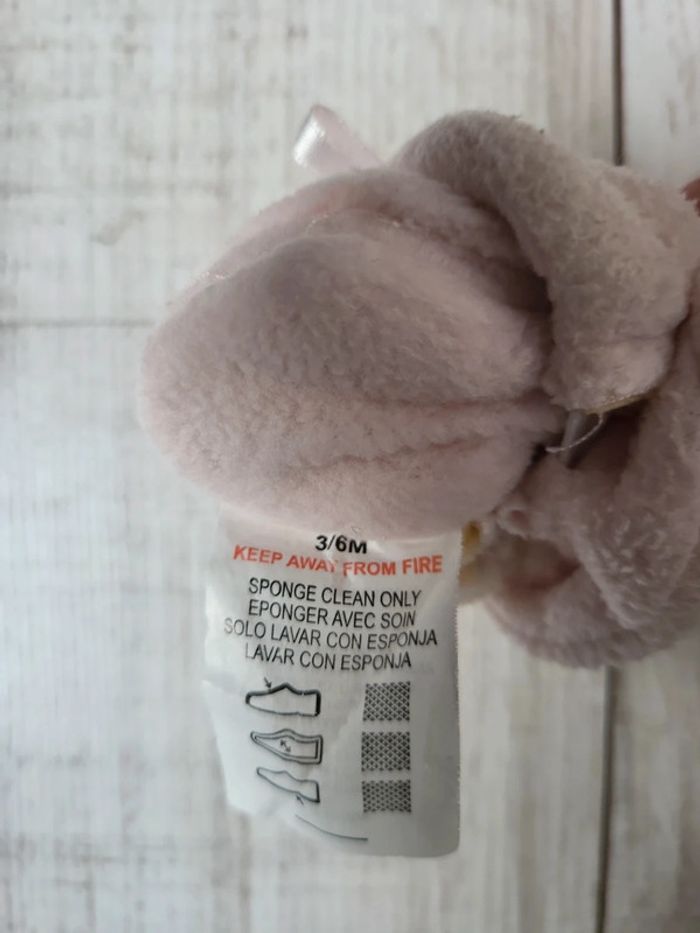 3/6M
KEEP AWAY FROM FIRE
SPONGE CLEAN ONLY
EPONGER AVEC SOIN
SOLO LAVAR CON ESPONJA
LAVAR CON ESPONJA